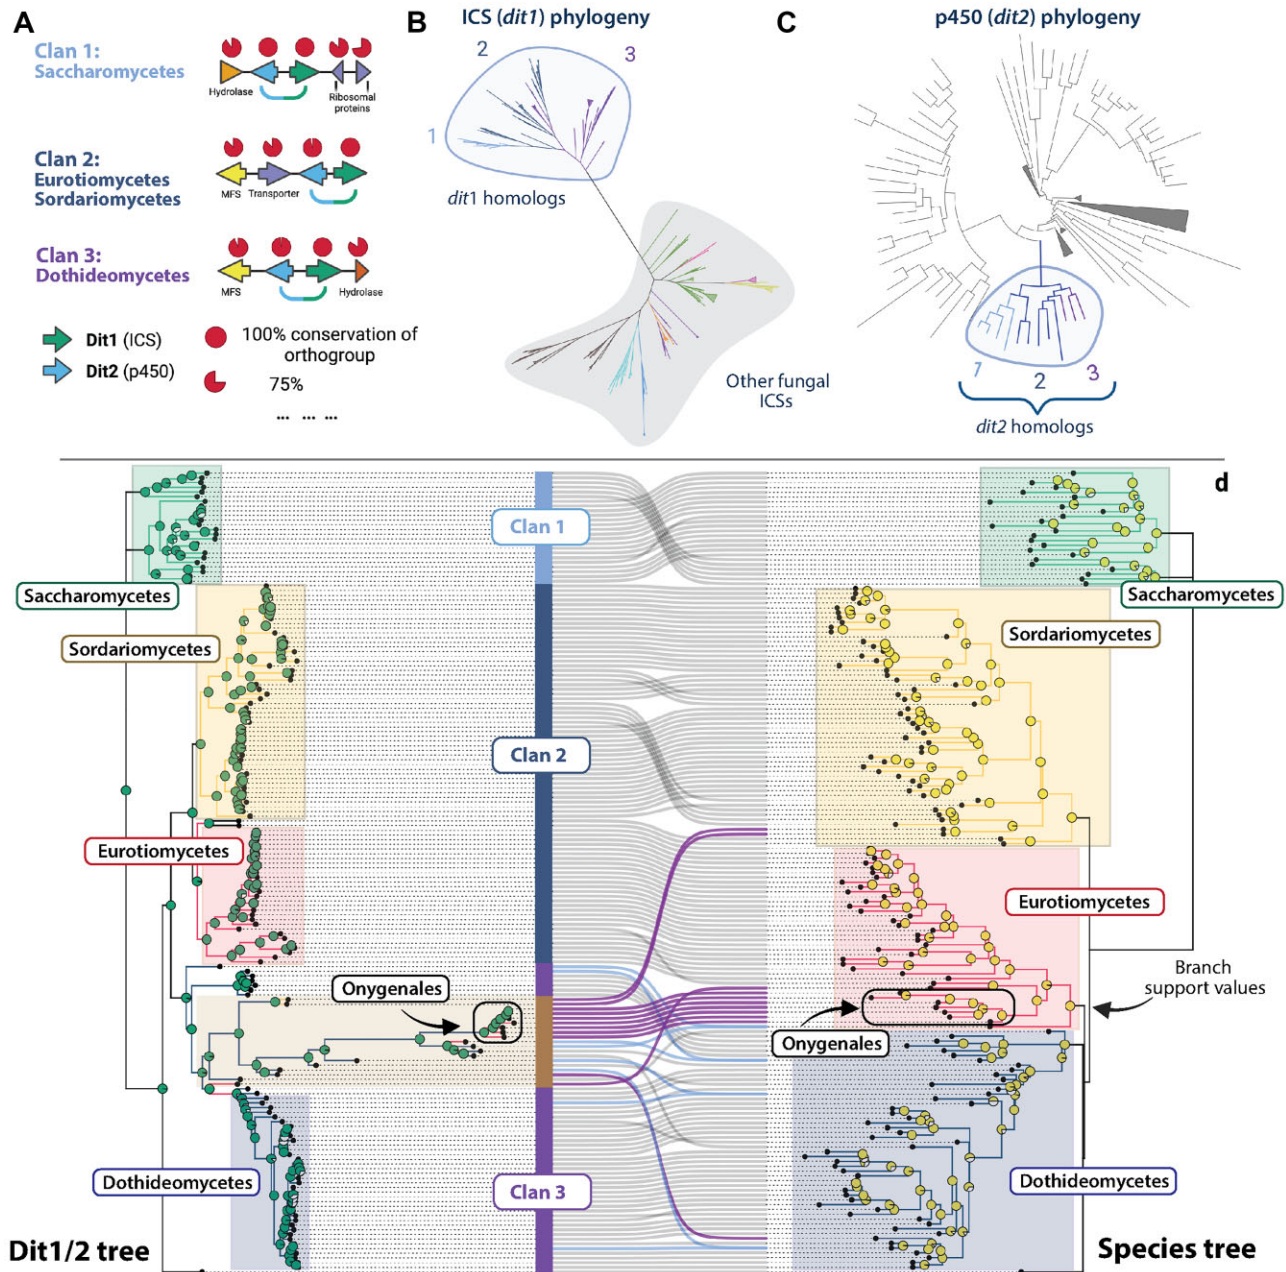 A
Clan 1:
Saccharomycetes
Hydrolase
Ribosomal
proteins
Clan 2:
Eurotiomycetes
Sordariomycetes
MFS
Transporter
Clan 3:
Dothideomycetes
MFS
Hydrolase
Dit1 (ICS)
Dit2 (p450)
100% conservation of
orthogroup
75%
... ... ...
B
ICS (dit1) phylogeny
2
3
1
dit1 homologs
Other fungal
ICSs
C
p450 (dit2) phylogeny
1
2
3
dit2 homologs
d
Clan 1
Saccharomycetes
Saccharomycetes
Sordariomycetes
Sordariomycetes
Clan 2
Eurotiomycetes
Eurotiomycetes
Onygenales
Branch
support values
Onygenales
Dothideomycetes
Clan 3
Dothideomycetes
Dit1/2 tree
Species tree